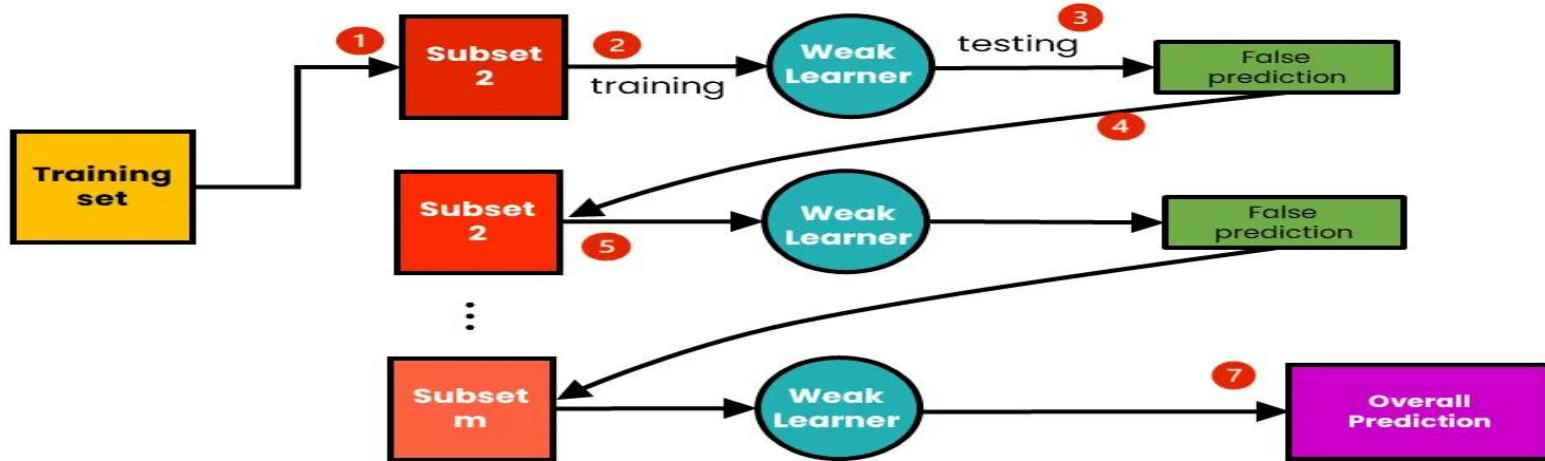 1
Subset
2
2
training
Weak
Learner
3
testing
False
prediction
4
Training
set
Subset
2
5
Weak
Learner
False
prediction
...
Subset
m
Weak
Learner
7
Overall
Prediction